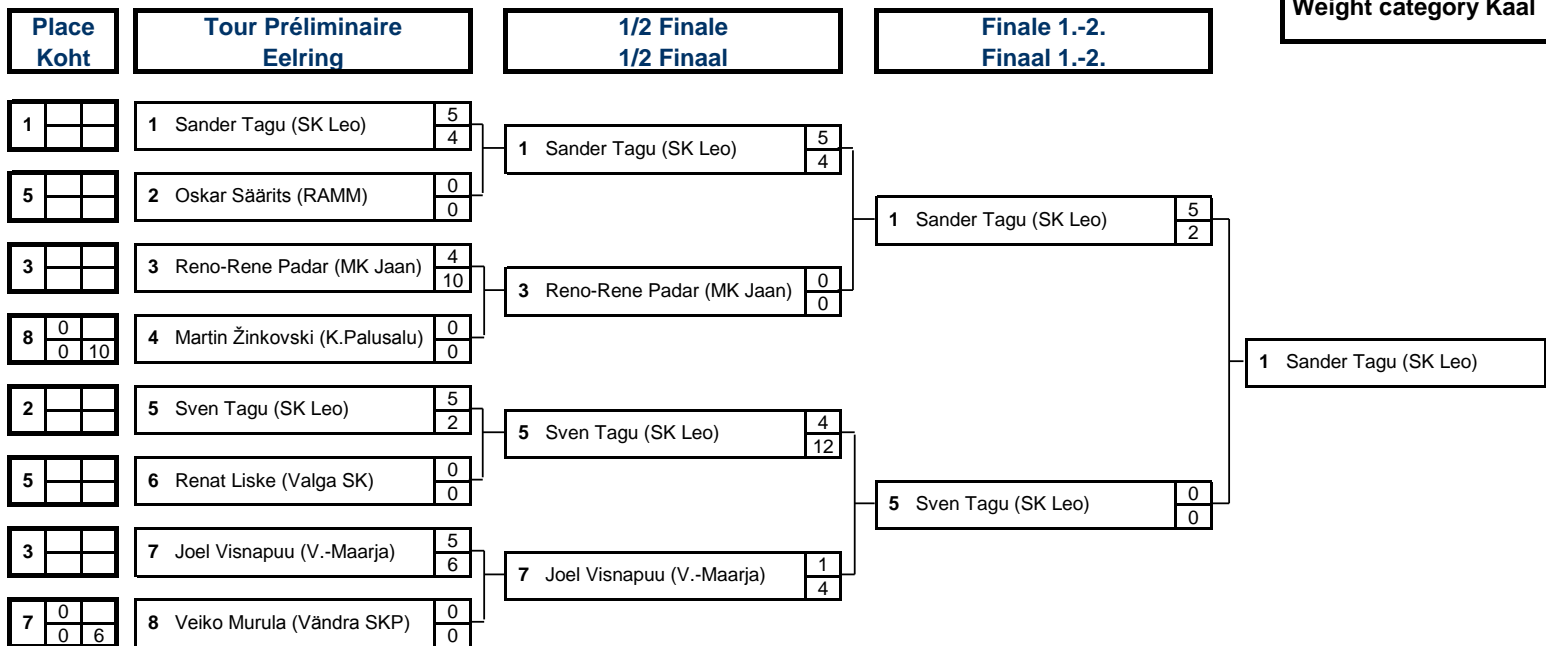 Weight category Kaal
Place Tour Préliminaire 1/2 Finale Finale 1.-2.
Koht Eelring 1/2 Finaal Finaal 1.-2.
1 1 Sander Tagu (SK Leo) 5
4
1 Sander Tagu (SK Leo) 5
4
5 2 Oskar Säärits (RAMM) 0
0
1 Sander Tagu (SK Leo) 5
2
3 3 Reno-Rene Padar (MK Jaan) 4
10
3 Reno-Rene Padar (MK Jaan) 0
0
8 0 4 Martin Žinkovski (K.Palusalu) 0
0 10 0
1 Sander Tagu (SK Leo)
2 5 Sven Tagu (SK Leo) 5
2
5 Sven Tagu (SK Leo) 4
12
5 6 Renat Liske (Valga SK) 0
0
5 Sven Tagu (SK Leo) 0
0
3 7 Joel Visnapuu (V.-Maarja) 5
6
7 Joel Visnapuu (V.-Maarja) 1
4
7 0 8 Veiko Murula (Vändra SKP) 0
0 6 0